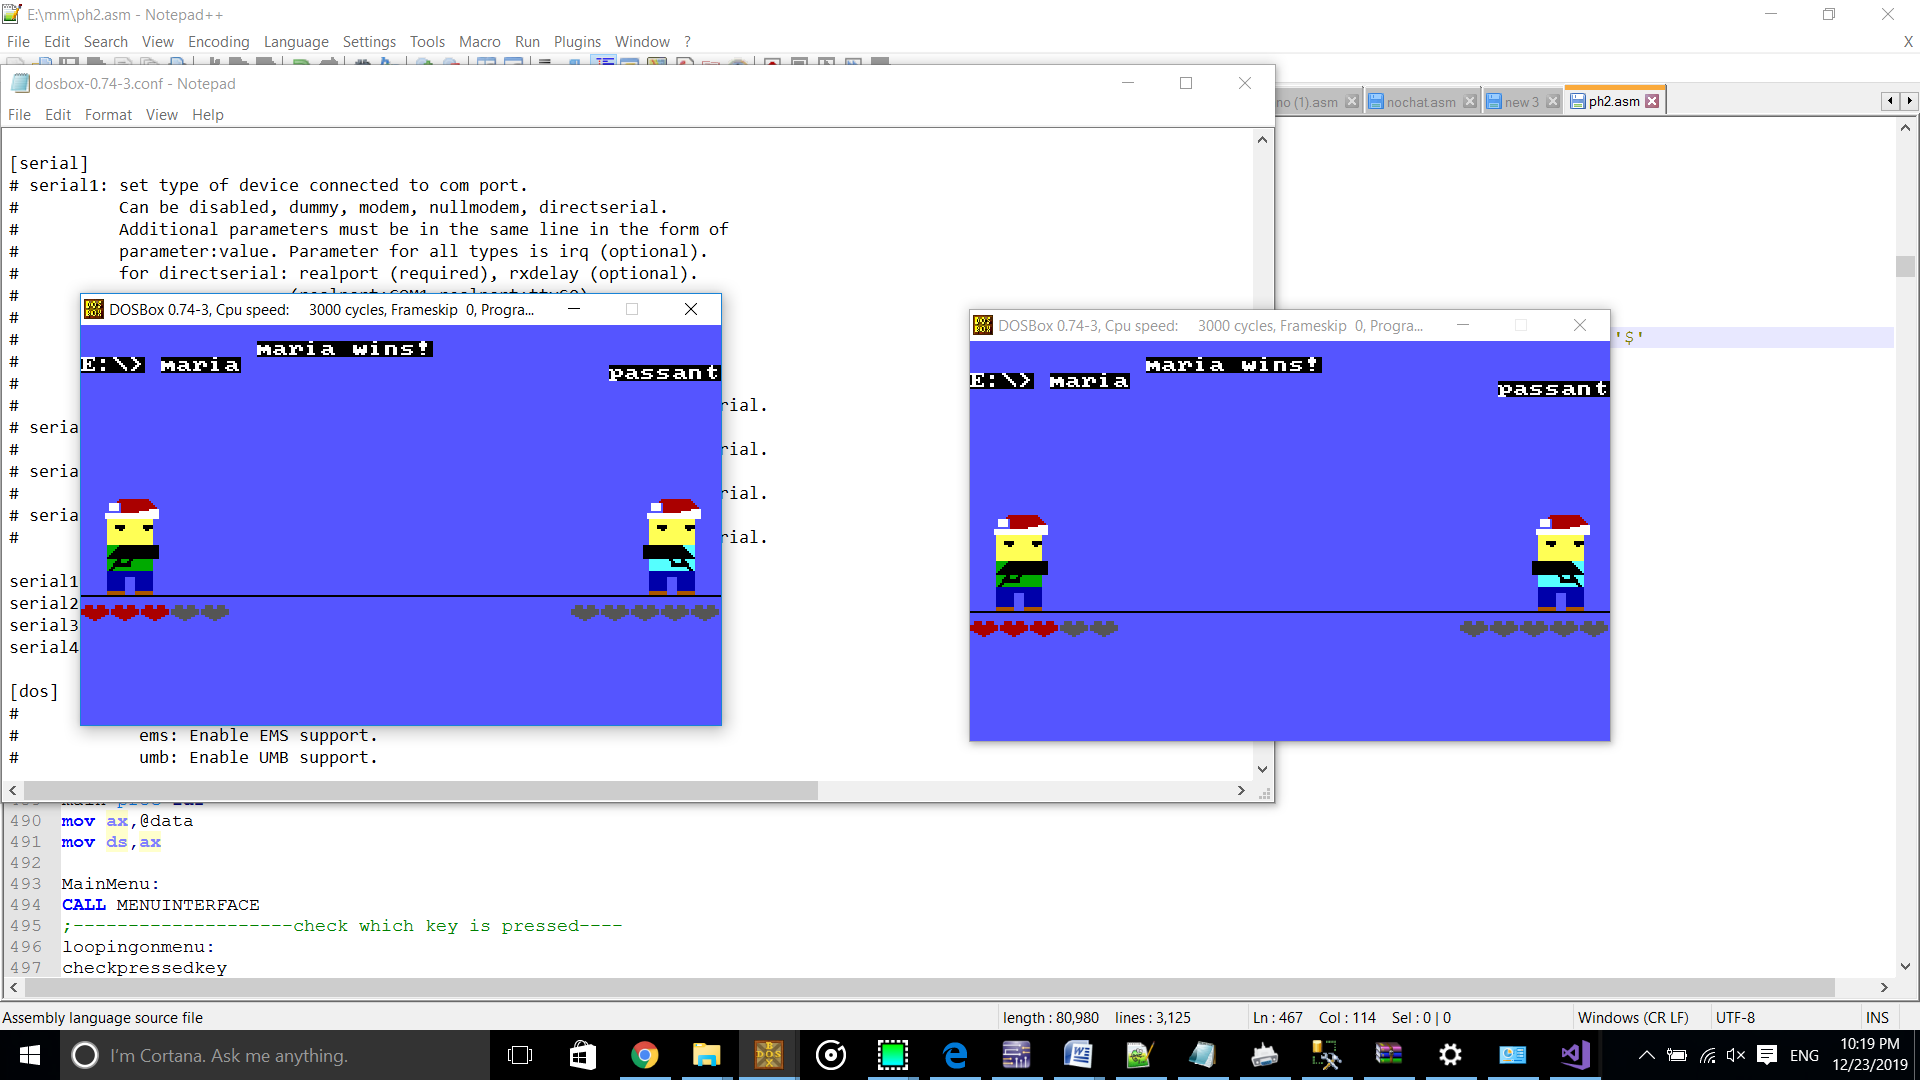 E:\mm\ph2.asm - Notepad++
File Edit Search View Encoding Language Settings Tools Macro Run Plugins Window ?
X
dosbox-0.74-3.conf - Notepad
File Edit Format View Help
no (1).asm nochat.asm new 3 ph2.asm
[serial]
# serial1: set type of device connected to com port.
# Can be disabled, dummy, modem, nullmodem, directserial.
# Additional parameters must be in the same line in the form of
# parameter:value. Parameter for all types is irq (optional).
# for directserial: realport (required), rxdelay (optional).
#
#
#
#
#
# rial.
# seria
# rial.
# seria
# rial.
# seria
# rial.
serial1
serial2
serial3
serial4
[dos]
#
# ems: Enable EMS support.
# umb: Enable UMB support.
DOSBox 0.74-3, Cpu speed: 3000 cycles, Frameskip 0, Progra...
maria wins!
E:\> maria
passant
DOSBox 0.74-3, Cpu speed: 3000 cycles, Frameskip 0, Progra...
maria wins!
E:\> maria
passant
'$'
490 mov ax,@data
491 mov ds,ax
492
493 MainMenu:
494 CALL MENUINTERFACE
495 ;--------------------check which key is pressed----
496 loopingonmenu:
497 checkpressedkey
Assembly language source file length : 80,980 lines : 3,125 Ln : 467 Col : 114 Sel : 0 | 0 Windows (CR LF) UTF-8 INS
I'm Cortana. Ask me anything.
ENG
10:19 PM
12/23/2019